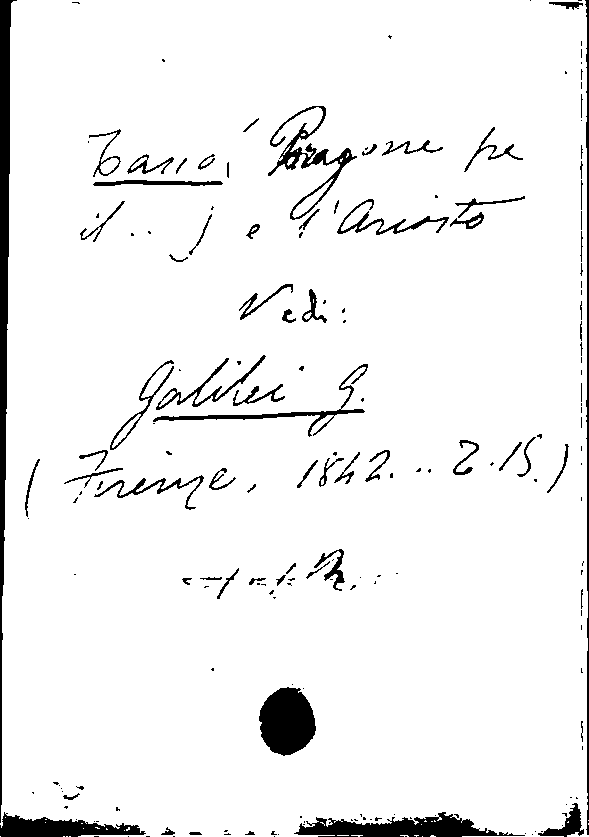 Tasso, Paragone fra
il .. ) e l'Ariosto
Vedi:
Galilei G.
(Firenze, 1842... T. 15.)